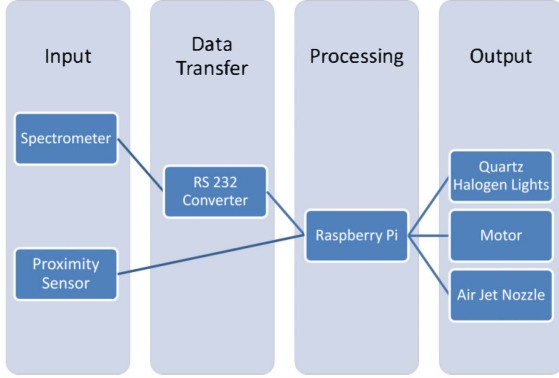 Input
Data
Transfer
Processing
Output
Spectrometer
Proximity
Sensor
RS 232
Converter
Raspberry Pi
Quartz
Halogen Lights
Motor
Air Jet Nozzle